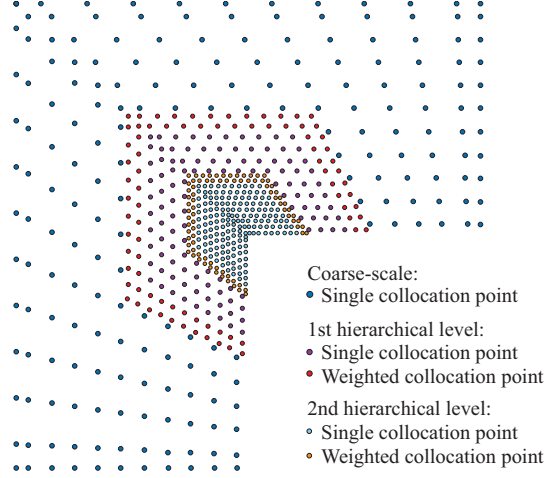 Coarse-scale:
Single collocation point
1st hierarchical level:
Single collocation point
Weighted collocation point
2nd hierarchical level:
Single collocation point
Weighted collocation point